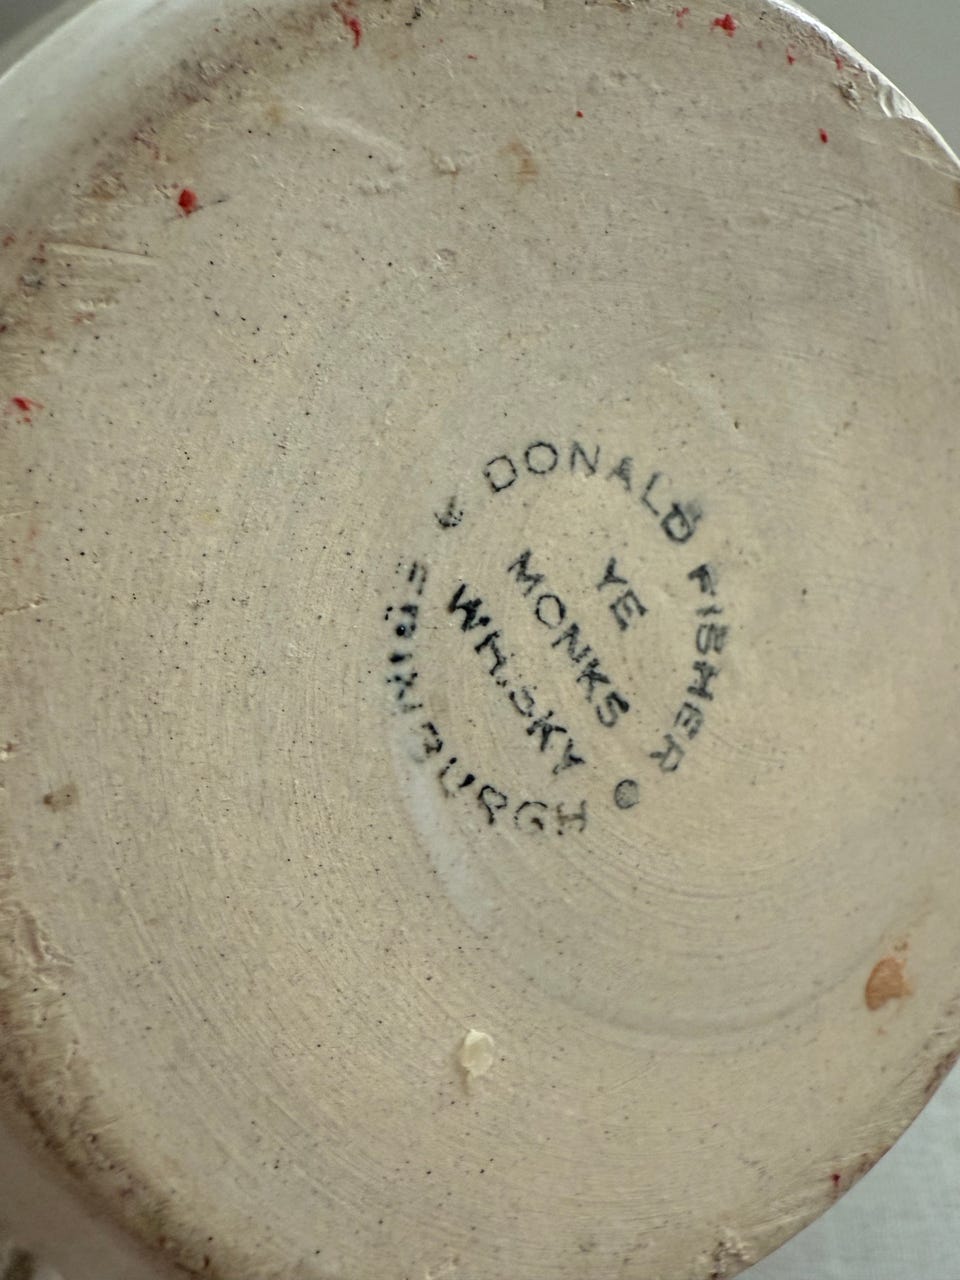 DONALD FISHER
YE
MONKS
WHISKY
EDINBURGH